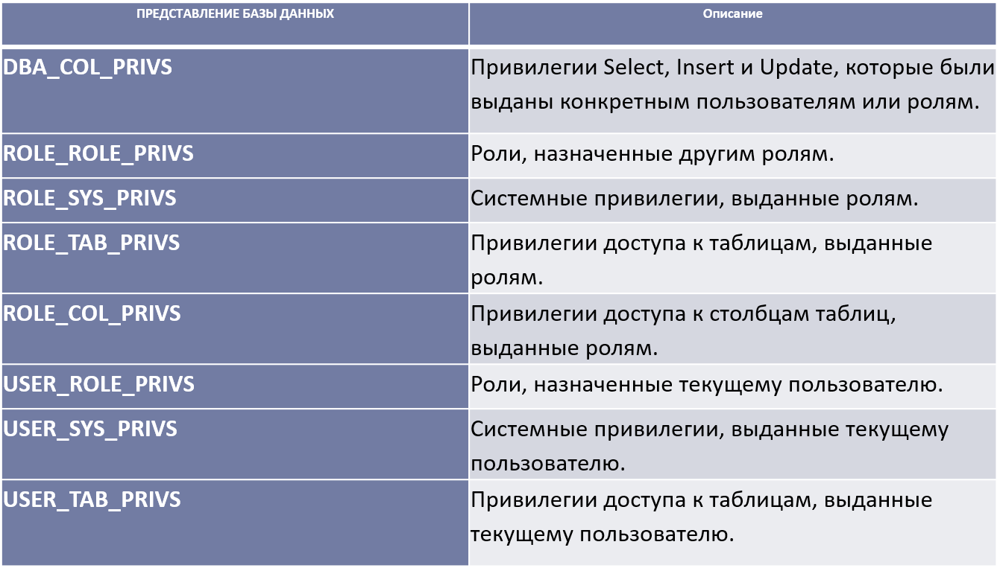 ПРЕДСТАВЛЕНИЕ БАЗЫ ДАННЫХ
Описание
DBA_COL_PRIVS
Привилегии Select, Insert и Update, которые были
выданы конкретным пользователям или ролям.
ROLE_ROLE_PRIVS
Роли, назначенные другим ролям.
ROLE_SYS_PRIVS
Системные привилегии, выданные ролям.
ROLE_TAB_PRIVS
Привилегии доступа к таблицам, выданные
ролям.
ROLE_COL_PRIVS
Привилегии доступа к столбцам таблиц,
выданные ролям.
USER_ROLE_PRIVS
Роли, назначенные текущему пользователю.
USER_SYS_PRIVS
Системные привилегии, выданные текущему
пользователю.
USER_TAB_PRIVS
Привилегии доступа к таблицам, выданные
текущему пользователю.